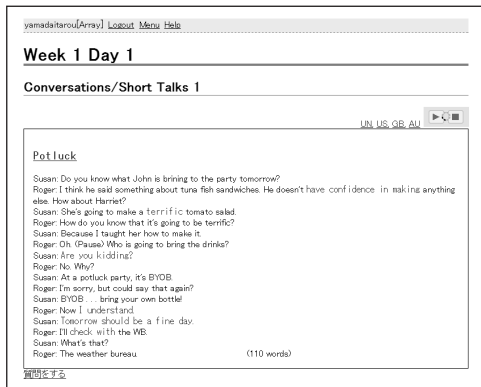 yamadaitarou[Array] Logout Menu Help
Week 1 Day 1
Conversations/Short Talks 1
UN, US, GB, AU
Potluck
Susan: Do you know what John is brining to the party tomorrow?
Roger: I think he said something about tuna fish sandwiches. He doesn't have confidence in making anything
else. How about Harriet?
Susan: She's going to make a terrific tomato salad.
Roger: How do you know that it's going to be terrific?
Susan: Because I taught her how to make it.
Roger: Oh. (Pause) Who is going to bring the drinks?
Susan: Are you kidding?
Roger: No. Why?
Susan: At a potluck party, it's BYOB.
Roger: I'm sorry, but could say that again?
Susan: BYOB . . . bring your own bottle!
Roger: Now I understand.
Susan: Tomorrow should be a fine day.
Roger: I'll check with the WB.
Susan: What's that?
Roger: The weather bureau. (110 words)
質問をする